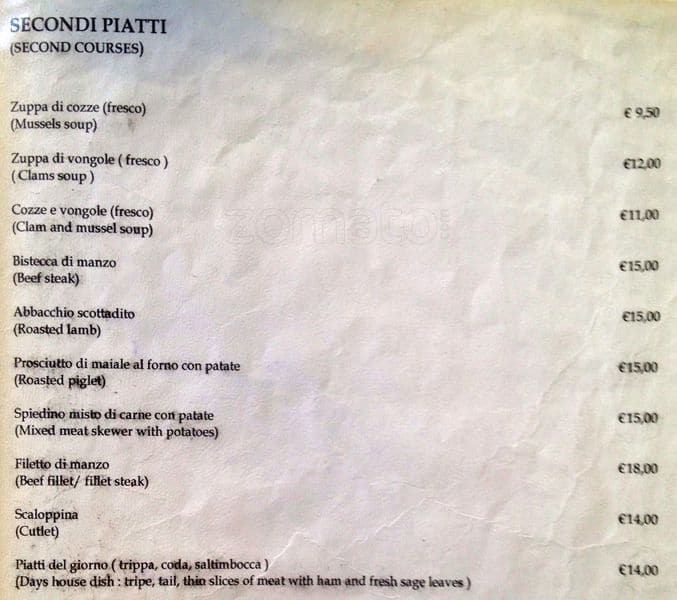 SECONDI PIATTI
(SECOND COURSES)
Zuppa di cozze (fresco)
(Mussels soup)
€ 9,50
Zuppa di vongole ( fresco )
( Clams soup )
€12,00
Cozze e vongole (fresco)
(Clam and mussel soup)
€11,00
zomato
Bistecca di manzo
(Beef steak)
€15,00
Abbacchio scottadito
(Roasted lamb)
€15,00
Prosciutto di maiale al forno con patate
(Roasted piglet)
€15,00
Spiedino misto di carne con patate
(Mixed meat skewer with potatoes)
€15,00
Filetto di manzo
(Beef fillet/ fillet steak)
€18,00
Scaloppina
(Cutlet)
€14,00
Piatti del giorno ( trippa, coda, saltimbocca )
(Days house dish : tripe, tail, thin slices of meat with ham and fresh sage leaves )
€14,00